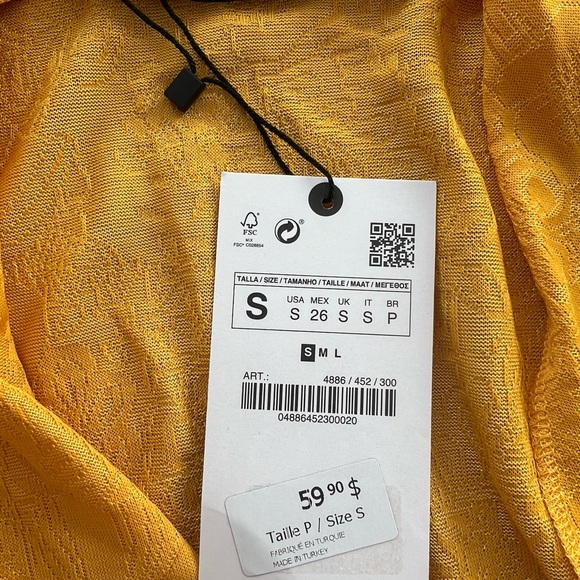 FSC
MIX
FSC® C028854
®
TALLA / SIZE / TAMANHO / TAILLE / MAAT / ΜΕΓΕΘΟΣ
S
USA MEX UK IT BR
S 26 S S P
S M L
ART.: 4886 / 452 / 300
04886452300020
59 90 $
Taille P / Size S
FABRIQUÉ EN TURQUIE
MADE IN TURKEY